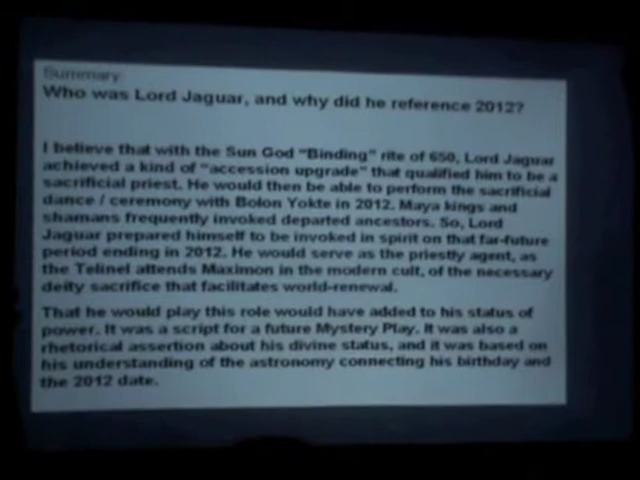 Summary
Who was Lord Jaguar, and why did he reference 2012?
I believe that with the Sun God “Binding” rite of 650, Lord Jaguar
achieved a kind of “accession upgrade” that qualified him to be a
sacrificial priest. He would then be able to perform the sacrificial
dance / ceremony with Bolon Yokte in 2012. Maya kings and
shamans frequently invoked departed ancestors. So, Lord
Jaguar prepared himself to be invoked in spirit on that far-future
period ending in 2012. He would serve as the priestly agent, as
the Telinel attends Maximon in the modern cult, of the necessary
deity sacrifice that facilitates world-renewal.
That he would play this role would have added to his status of
power. It was a script for a future Mystery Play. It was also a
rhetorical assertion about his divine status, and it was based on
his understanding of the astronomy connecting his birthday and
the 2012 date.